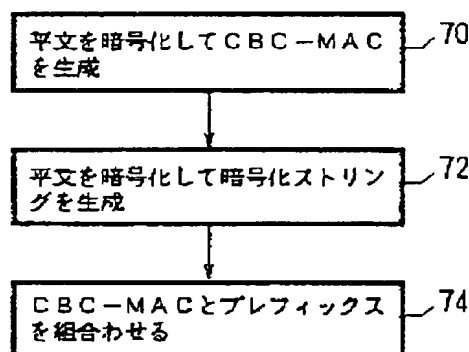 平文を暗号化してＣＢＣ－ＭＡＣ
を生成
70
平文を暗号化して暗号化ストリン
グを生成
72
ＣＢＣ－ＭＡＣとプレフィックス
を組合わせる
74